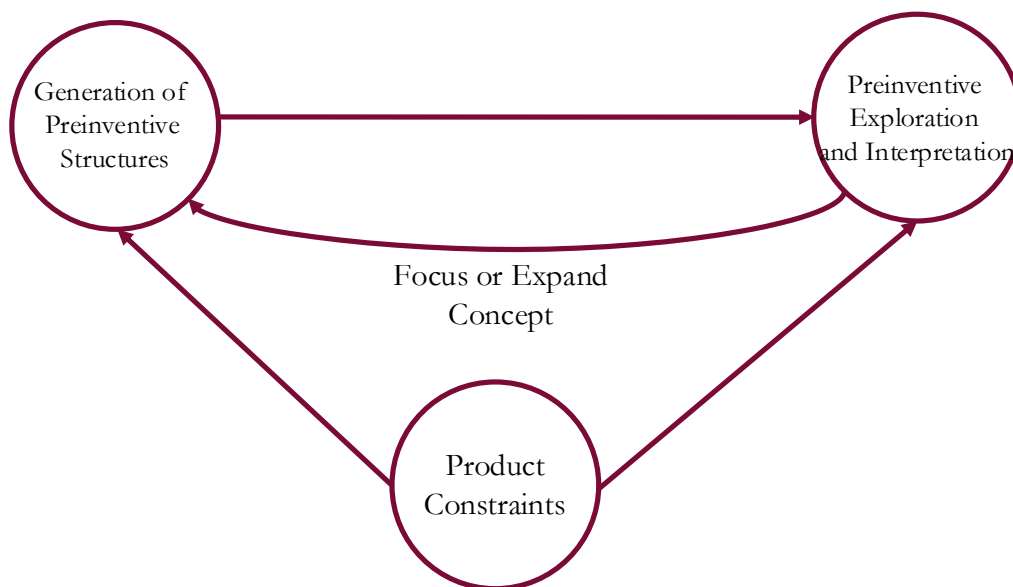 Generation of
Preinventive
Structures
Preinventive
Exploration
and Interpretation
Focus or Expand
Concept
Product
Constraints